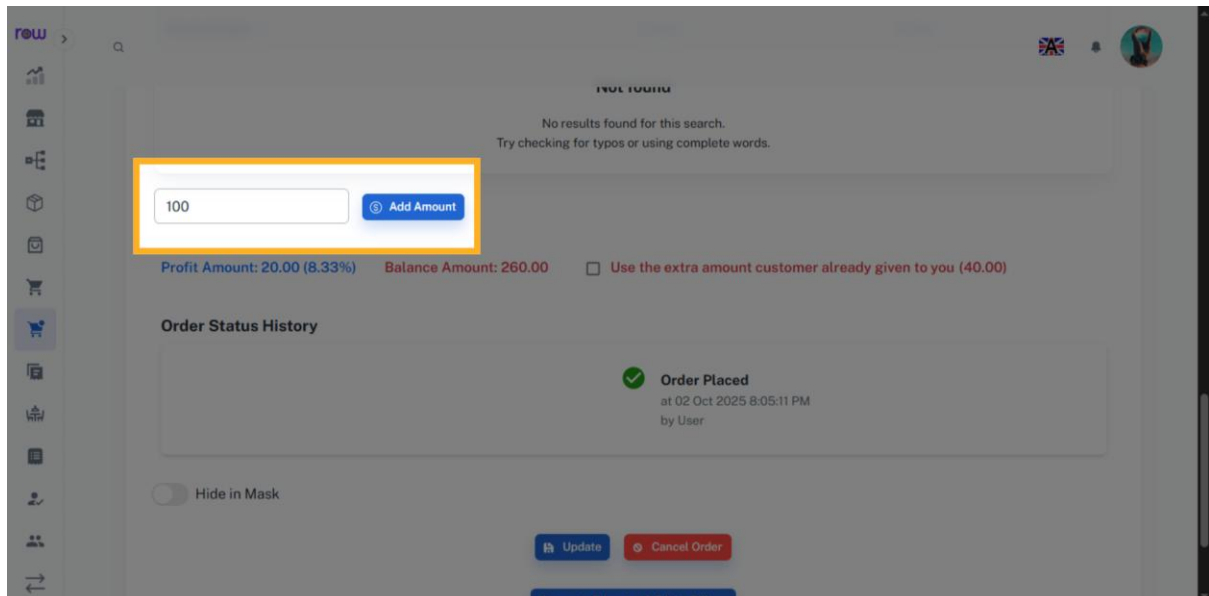 row
Not found
No results found for this search.
Try checking for typos or using complete words.
100
Add Amount
Profit Amount: 20.00 (8.33%) Balance Amount: 260.00 Use the extra amount customer already given to you (40.00)
Order Status History
Order Placed
at 02 Oct 2025 8:05:11 PM
by User
Hide in Mask
Update Cancel Order